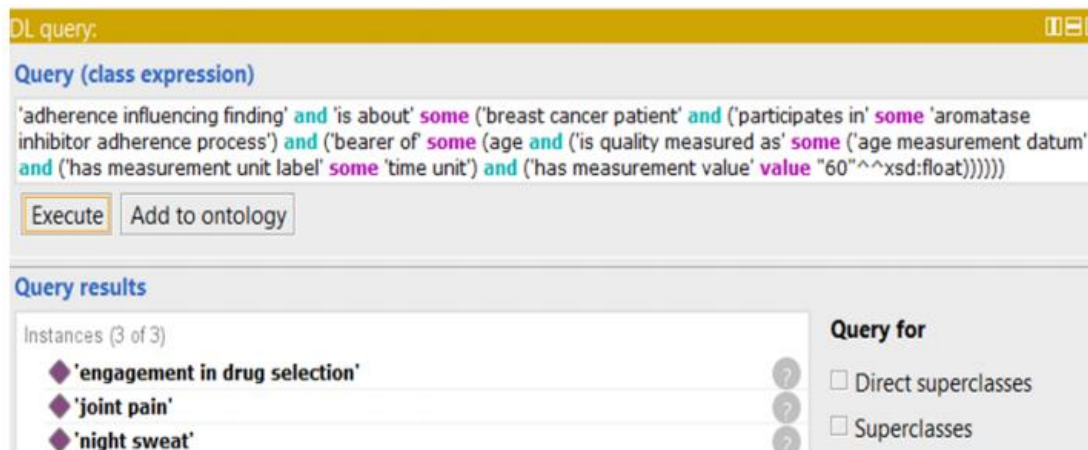 DL query:
Query (class expression)
'adherence influencing finding' and 'is about' some ('breast cancer patient' and ('participates in' some 'aromatase
inhibitor adherence process') and ('bearer of' some (age and ('is quality measured as' some ('age measurement datum'
and ('has measurement unit label' some 'time unit') and ('has measurement value' value "60"^^xsd:float))))))
Execute Add to ontology
Query results
Instances (3 of 3)
Query for
'engagement in drug selection' ?
Direct superclasses
'joint pain' ?
Superclasses
'night sweat' ?